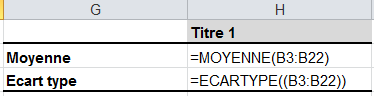 G H
Titre 1
Moyenne =MOYENNE(B3:B22)
Ecart type =ECARTYPE((B3:B22))